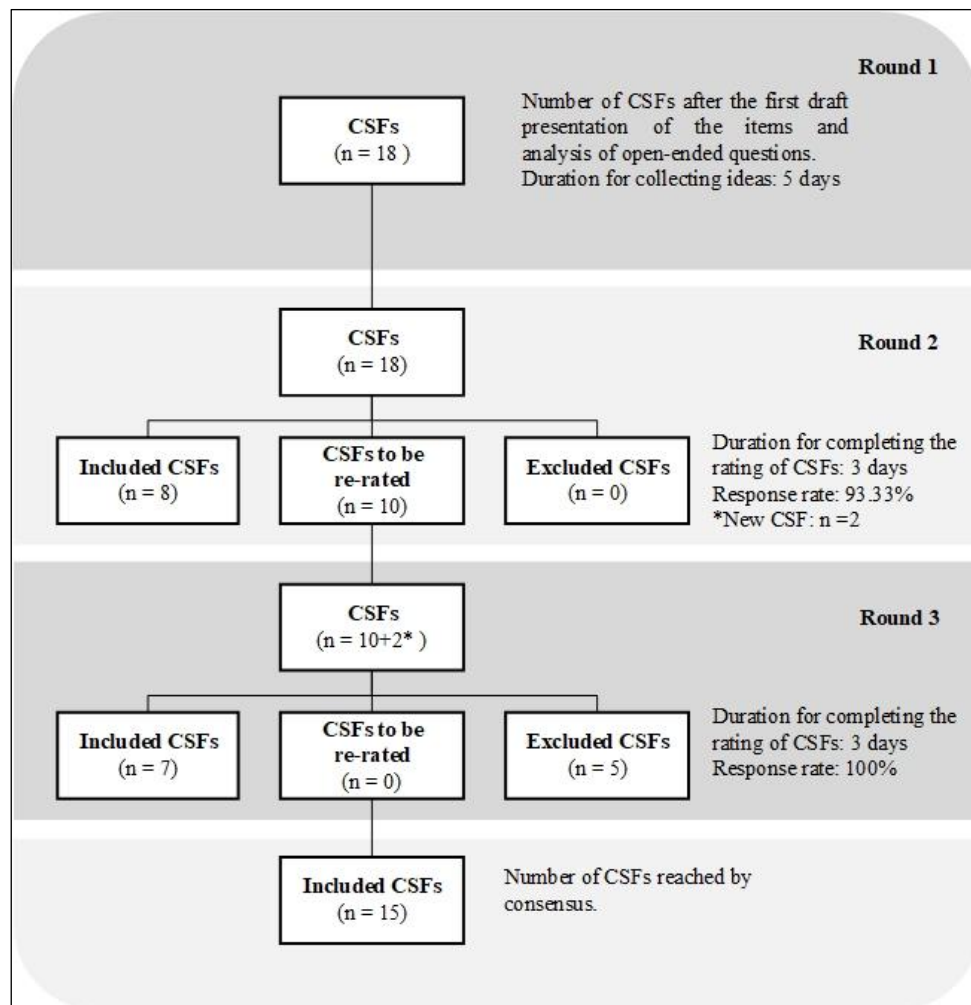 Round 1
CSFs
(n = 18 )
Number of CSFs after the first draft
presentation of the items and
analysis of open-ended questions.
Duration for collecting ideas: 5 days
CSFs
(n = 18)
Round 2
Included CSFs
(n = 8)
CSFs to be
re-rated
(n = 10)
Excluded CSFs
(n = 0)
Duration for completing the
rating of CSFs: 3 days
Response rate: 93.33%
*New CSF: n =2
CSFs
(n = 10+2* )
Round 3
Included CSFs
(n = 7)
CSFs to be
re-rated
(n = 0)
Excluded CSFs
(n = 5)
Duration for completing the
rating of CSFs: 3 days
Response rate: 100%
Included CSFs
(n = 15)
Number of CSFs reached by
consensus.